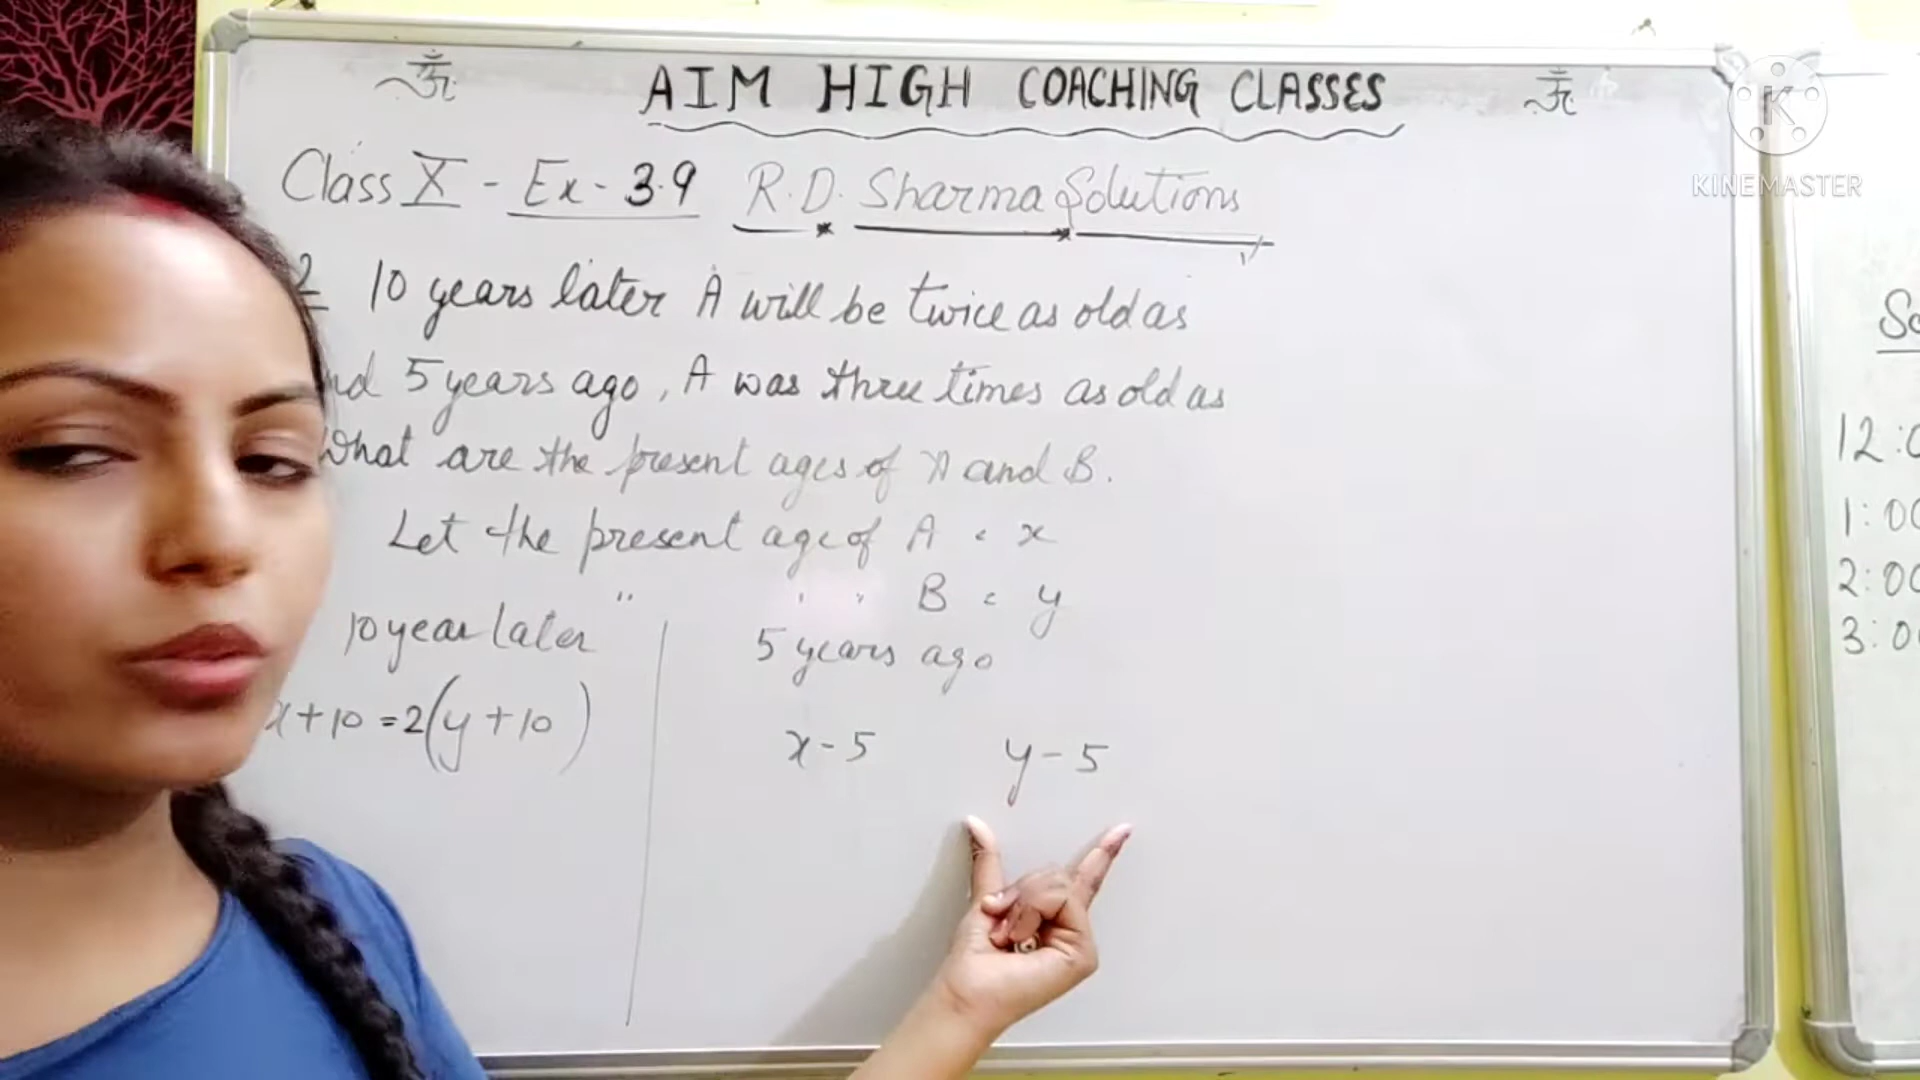 ॐ AIM HIGH COACHING CLASSES ॐ
KINEMASTER
Class X - Ex - 3.9 R.D. Sharma Solutions
2 10 years later A will be twice as old as
nd 5 years ago, A was three times as old as
What are the present ages of A and B.
Let the present age of A = x
" " " B = y
10 year later
5 years ago
x+10 = 2(y+10)
x-5 y-5
12:0
1:00
2:00
3:0